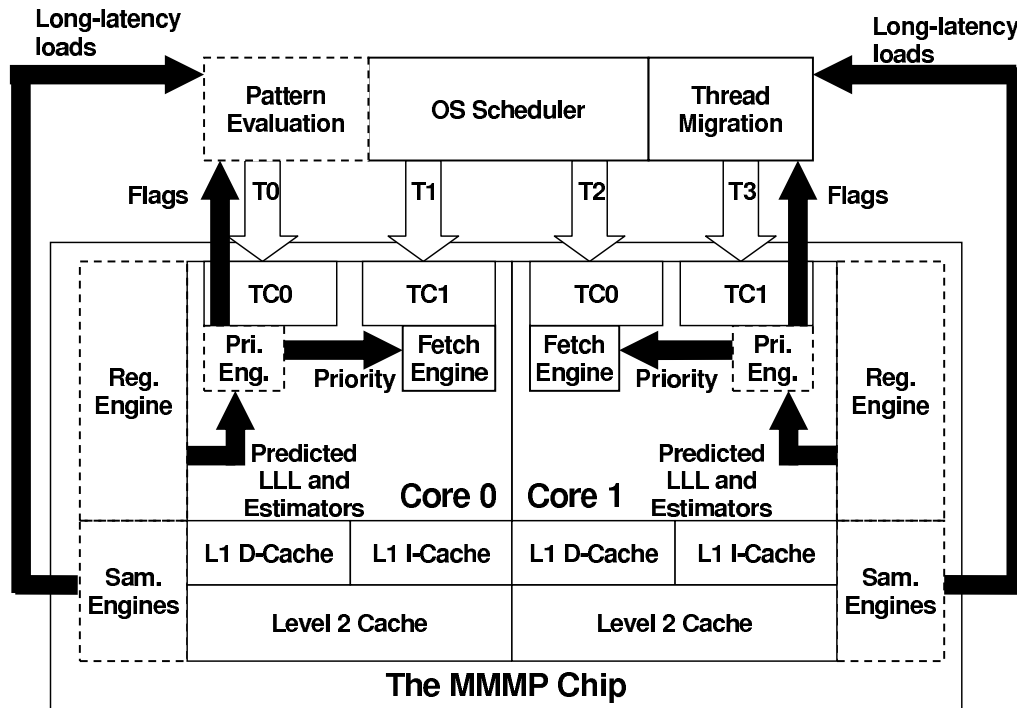 Long-latency
loads
Long-latency
loads
Pattern
Evaluation
OS Scheduler
Thread
Migration
Flags
T0
T1
T2
T3
Flags
TC0
TC1
TC0
TC1
Reg.
Engine
Pri.
Eng.
Priority
Fetch
Engine
Fetch
Engine
Priority
Pri.
Eng.
Reg.
Engine
Predicted
LLL and
Estimators
Core 0
Core 1
Predicted
LLL and
Estimators
Sam.
Engines
L1 D-Cache
L1 I-Cache
L1 D-Cache
L1 I-Cache
Sam.
Engines
Level 2 Cache
Level 2 Cache
The MMMP Chip